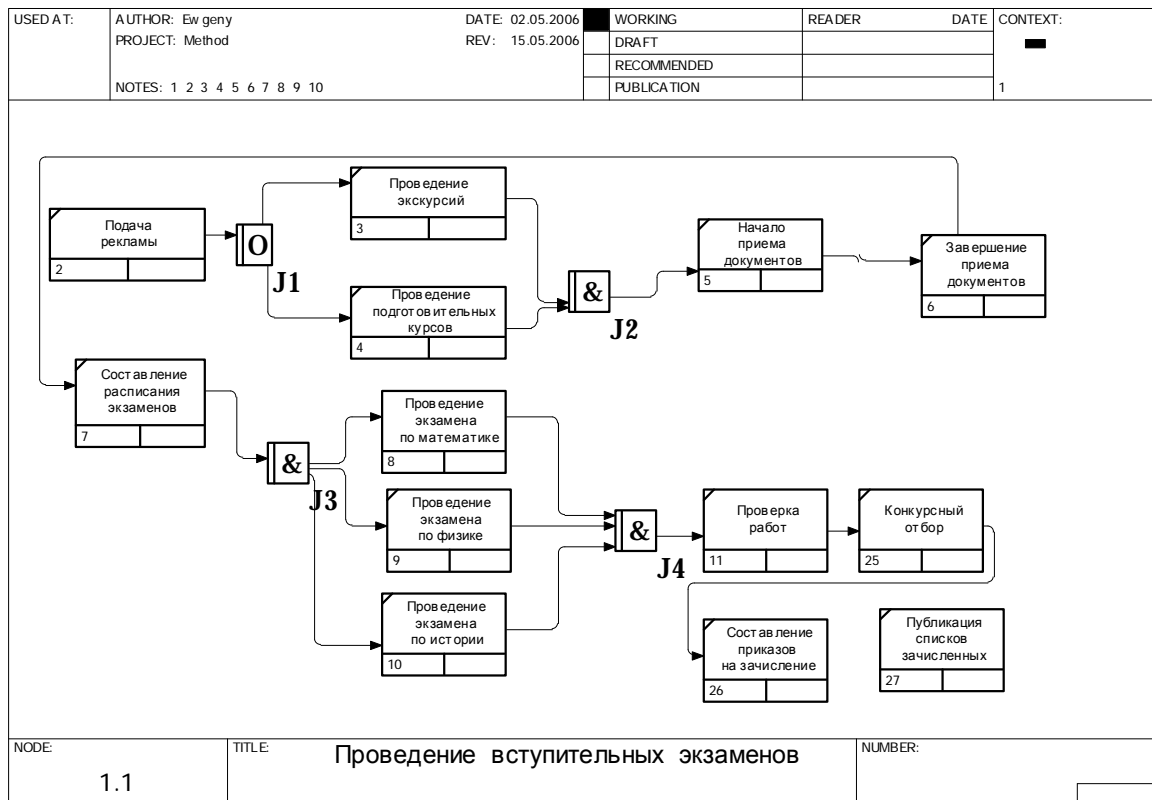 USED AT:
AUTHOR: Ewgeny
DATE: 02.05.2006
WORKING
READER
DATE
CONTEXT:
PROJECT: Method
REV: 15.05.2006
DRAFT
RECOMMENDED
NOTES: 1 2 3 4 5 6 7 8 9 10
PUBLICATION
1
Подача
рекламы
2
O
J1
Проведение
экскурсий
3
Проведение
подготовительных
курсов
4
&
J2
Начало
приема
документов
5
Завершение
приема
документов
6
Составление
расписания
экзаменов
7
&
J3
Проведение
экзамена
по математике
8
Проведение
экзамена
по физике
9
Проведение
экзамена
по истории
10
&
J4
Проверка
работ
11
Конкурсный
отбор
25
Составление
приказов
на зачисление
26
Публикация
списков
зачисленных
27
NODE:
1.1
TITLE:
Проведение вступительных экзаменов
NUMBER: